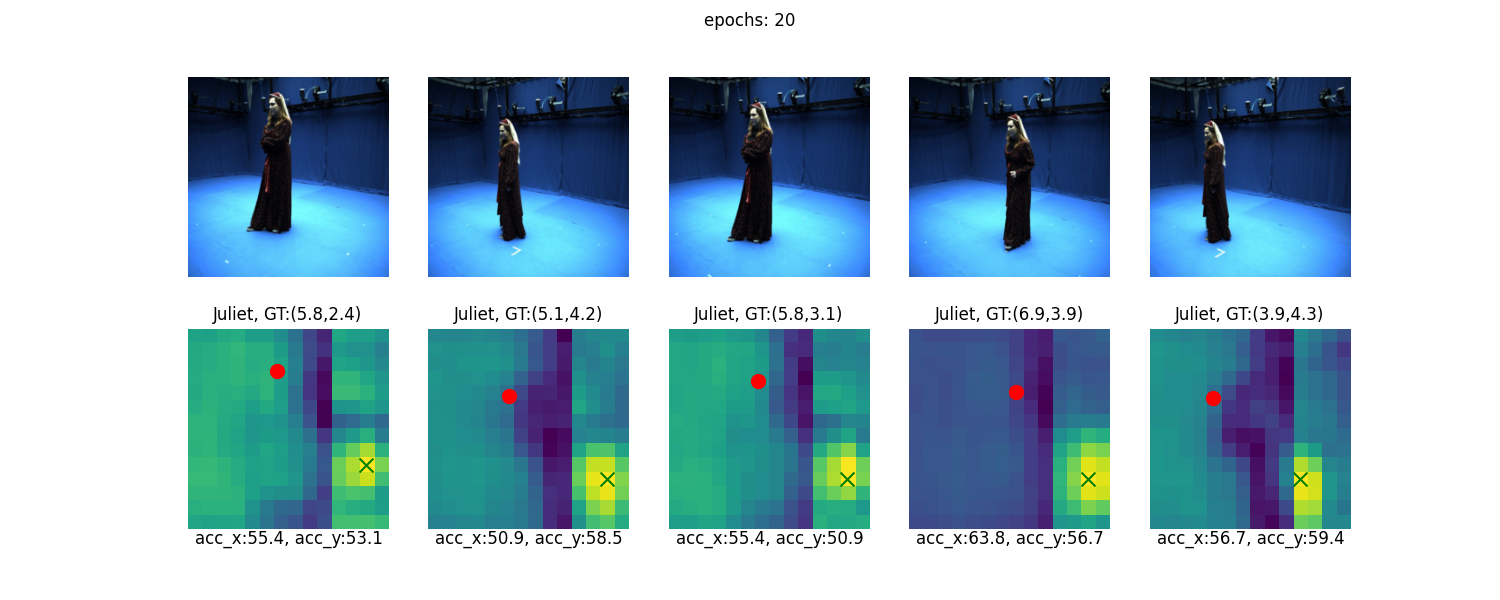 epochs: 20
Juliet, GT:(5.8,2.4)
Juliet, GT:(5.1,4.2)
Juliet, GT:(5.8,3.1)
Juliet, GT:(6.9,3.9)
Juliet, GT:(3.9,4.3)
acc_x:55.4, acc_y:53.1
acc_x:50.9, acc_y:58.5
acc_x:55.4, acc_y:50.9
acc_x:63.8, acc_y:56.7
acc_x:56.7, acc_y:59.4